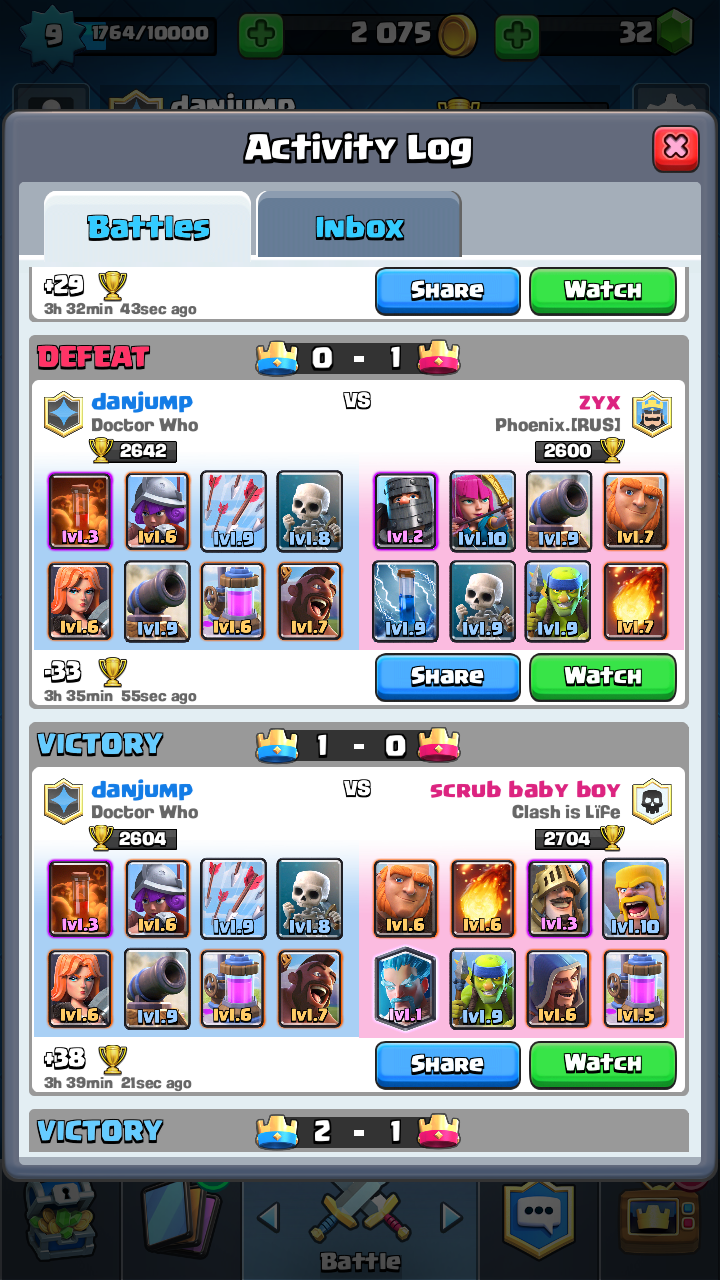 9 1764/10000 2 075 32
danjump
Activity Log
Battles Inbox
+29 Share Watch
3h 32min 43sec ago
DEFEAT 0 - 1
danjump VS ZYX
Doctor Who Phoenix.[RUS]
2642 2600
lvl.3 lvl.6 lvl.9 lvl.8 lvl.2 lvl.10 lvl.9 lvl.7
lvl.6 lvl.9 lvl.6 lvl.7 lvl.9 lvl.9 lvl.9 lvl.7
-33 Share Watch
3h 35min 55sec ago
VICTORY 1 - 0
danjump VS scrub baby boy
Doctor Who Clash is Lïfe
2604 2704
lvl.3 lvl.6 lvl.9 lvl.8 lvl.6 lvl.6 lvl.3 lvl.10
lvl.6 lvl.9 lvl.6 lvl.7 lvl.1 lvl.9 lvl.6 lvl.5
+38 Share Watch
3h 39min 21sec ago
VICTORY 2 - 1
Battle